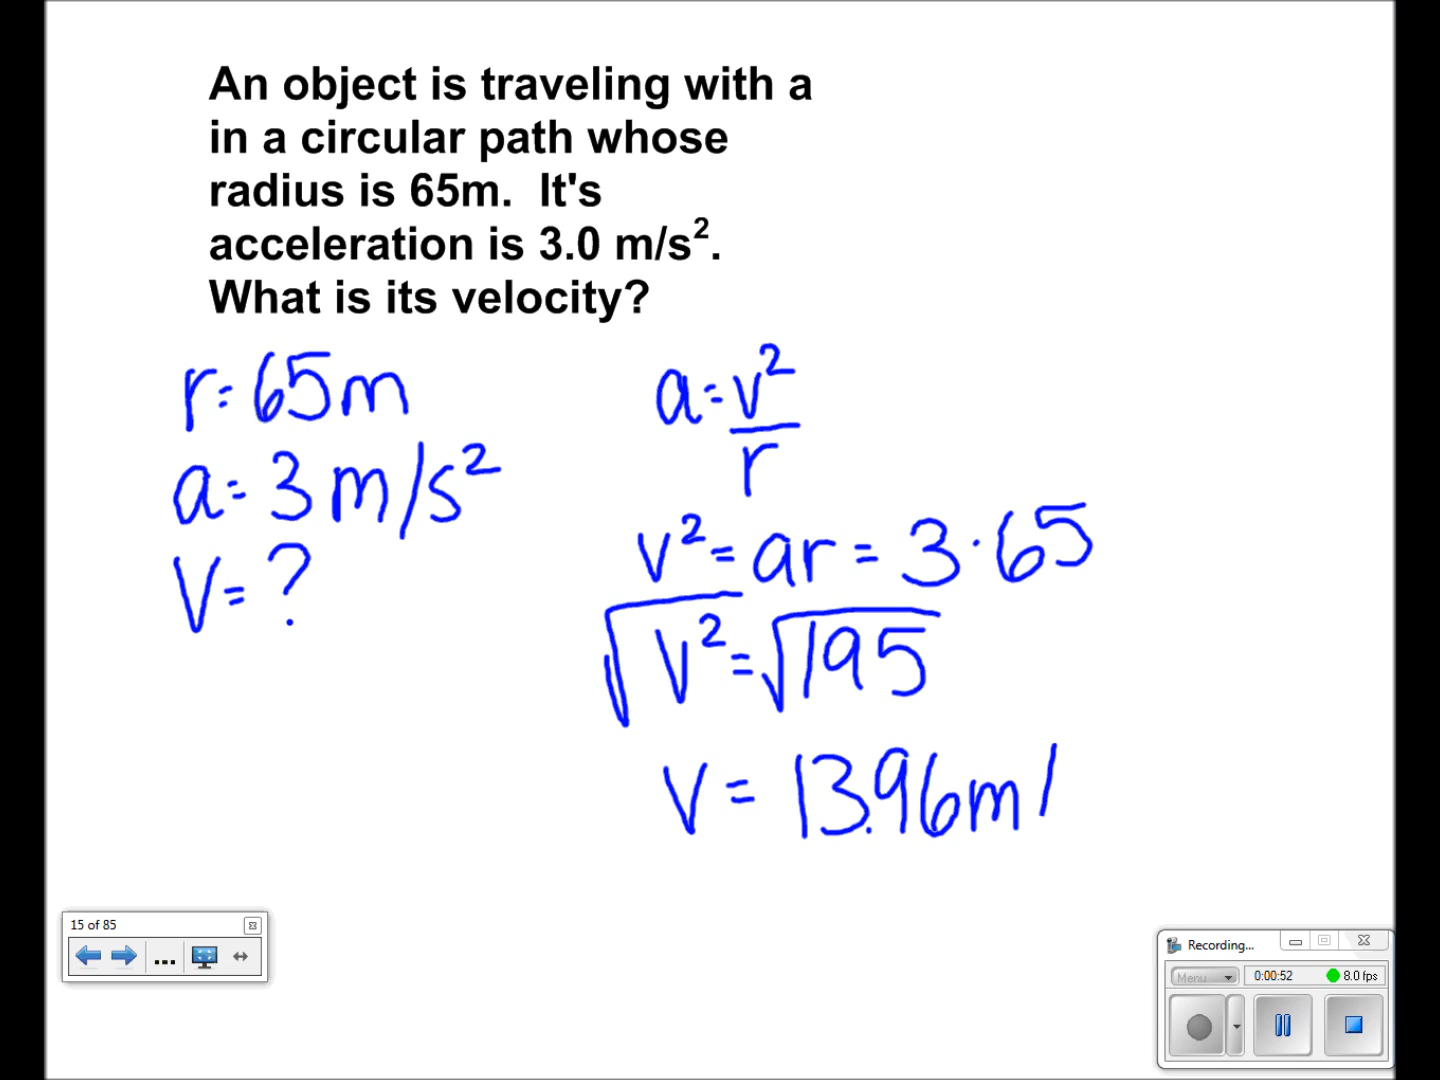 An object is traveling with a
in a circular path whose
radius is 65m.  It's
acceleration is 3.0 m/s².
What is its velocity?
r = 65m
a = 3 m/s²
V = ?
a = v²
r
v² = ar = 3 · 65
√v² = √195
v = 13.96 m/
15 of 85
...
Recording...
Menu
0:00:52
8.0 fps